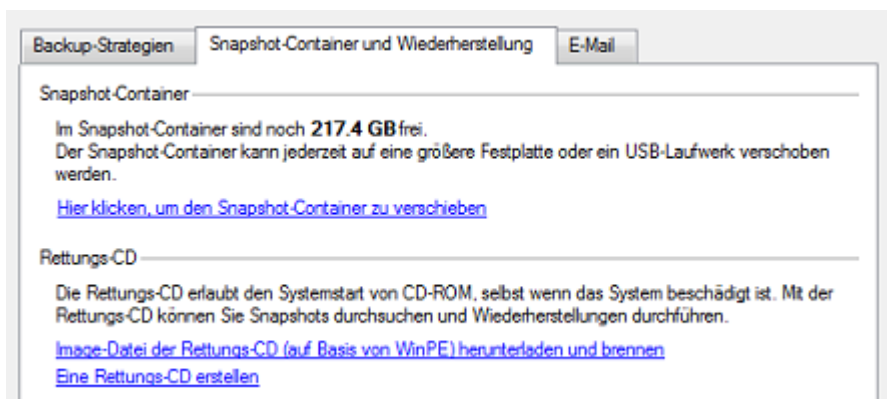 Backup-Strategien Snapshot-Container und Wiederherstellung E-Mail
Snapshot-Container
Im Snapshot-Container sind noch 217.4 GB frei.
Der Snapshot-Container kann jederzeit auf eine größere Festplatte oder ein USB-Laufwerk verschoben
werden.
Hier klicken, um den Snapshot-Container zu verschieben
Rettungs-CD
Die Rettungs-CD erlaubt den Systemstart von CD-ROM, selbst wenn das System beschädigt ist. Mit der
Rettungs-CD können Sie Snapshots durchsuchen und Wiederherstellungen durchführen.
Image-Datei der Rettungs-CD (auf Basis von WinPE) herunterladen und brennen
Eine Rettungs-CD erstellen